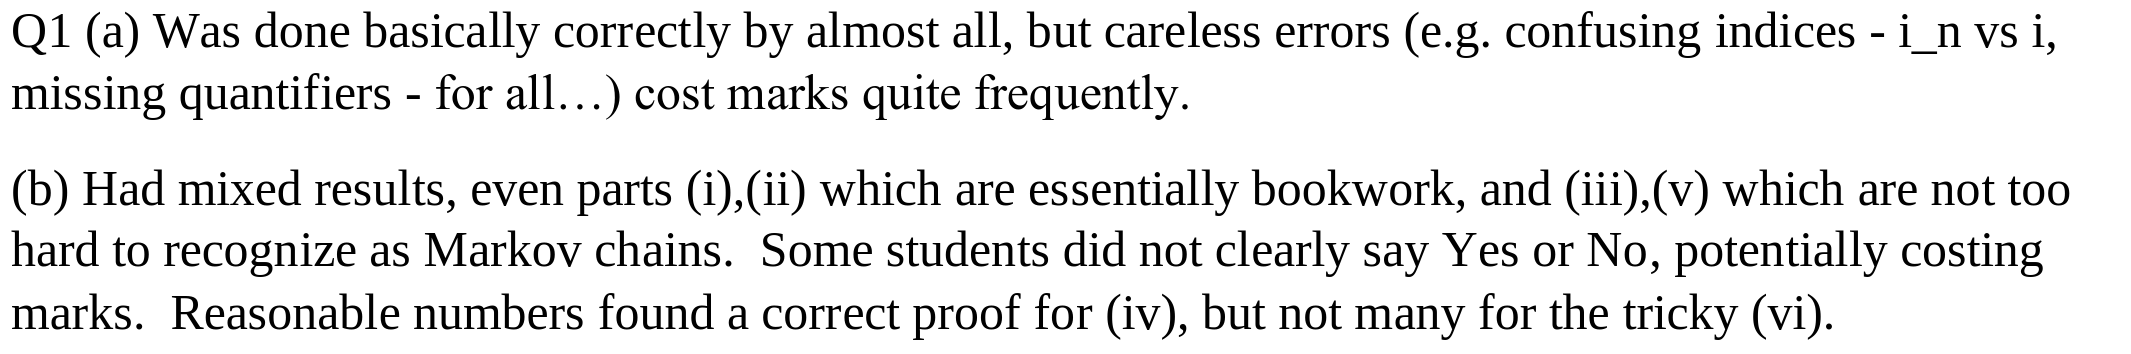 Q1 (a) Was done basically correctly by almost all, but careless errors (e.g. confusing indices - i_n vs i,
missing quantifiers - for all…) cost marks quite frequently.
(b) Had mixed results, even parts (i),(ii) which are essentially bookwork, and (iii),(v) which are not too
hard to recognize as Markov chains.  Some students did not clearly say Yes or No, potentially costing
marks.  Reasonable numbers found a correct proof for (iv), but not many for the tricky (vi).